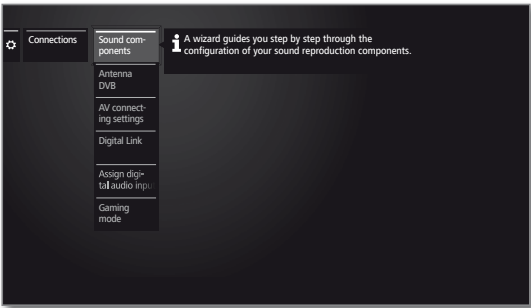 Connections
Sound com-
ponents
A wizard guides you step by step through the
configuration of your sound reproduction components.
Antenna
DVB
AV connect-
ing settings
Digital Link
Assign digi-
tal audio inpu
Gaming
mode